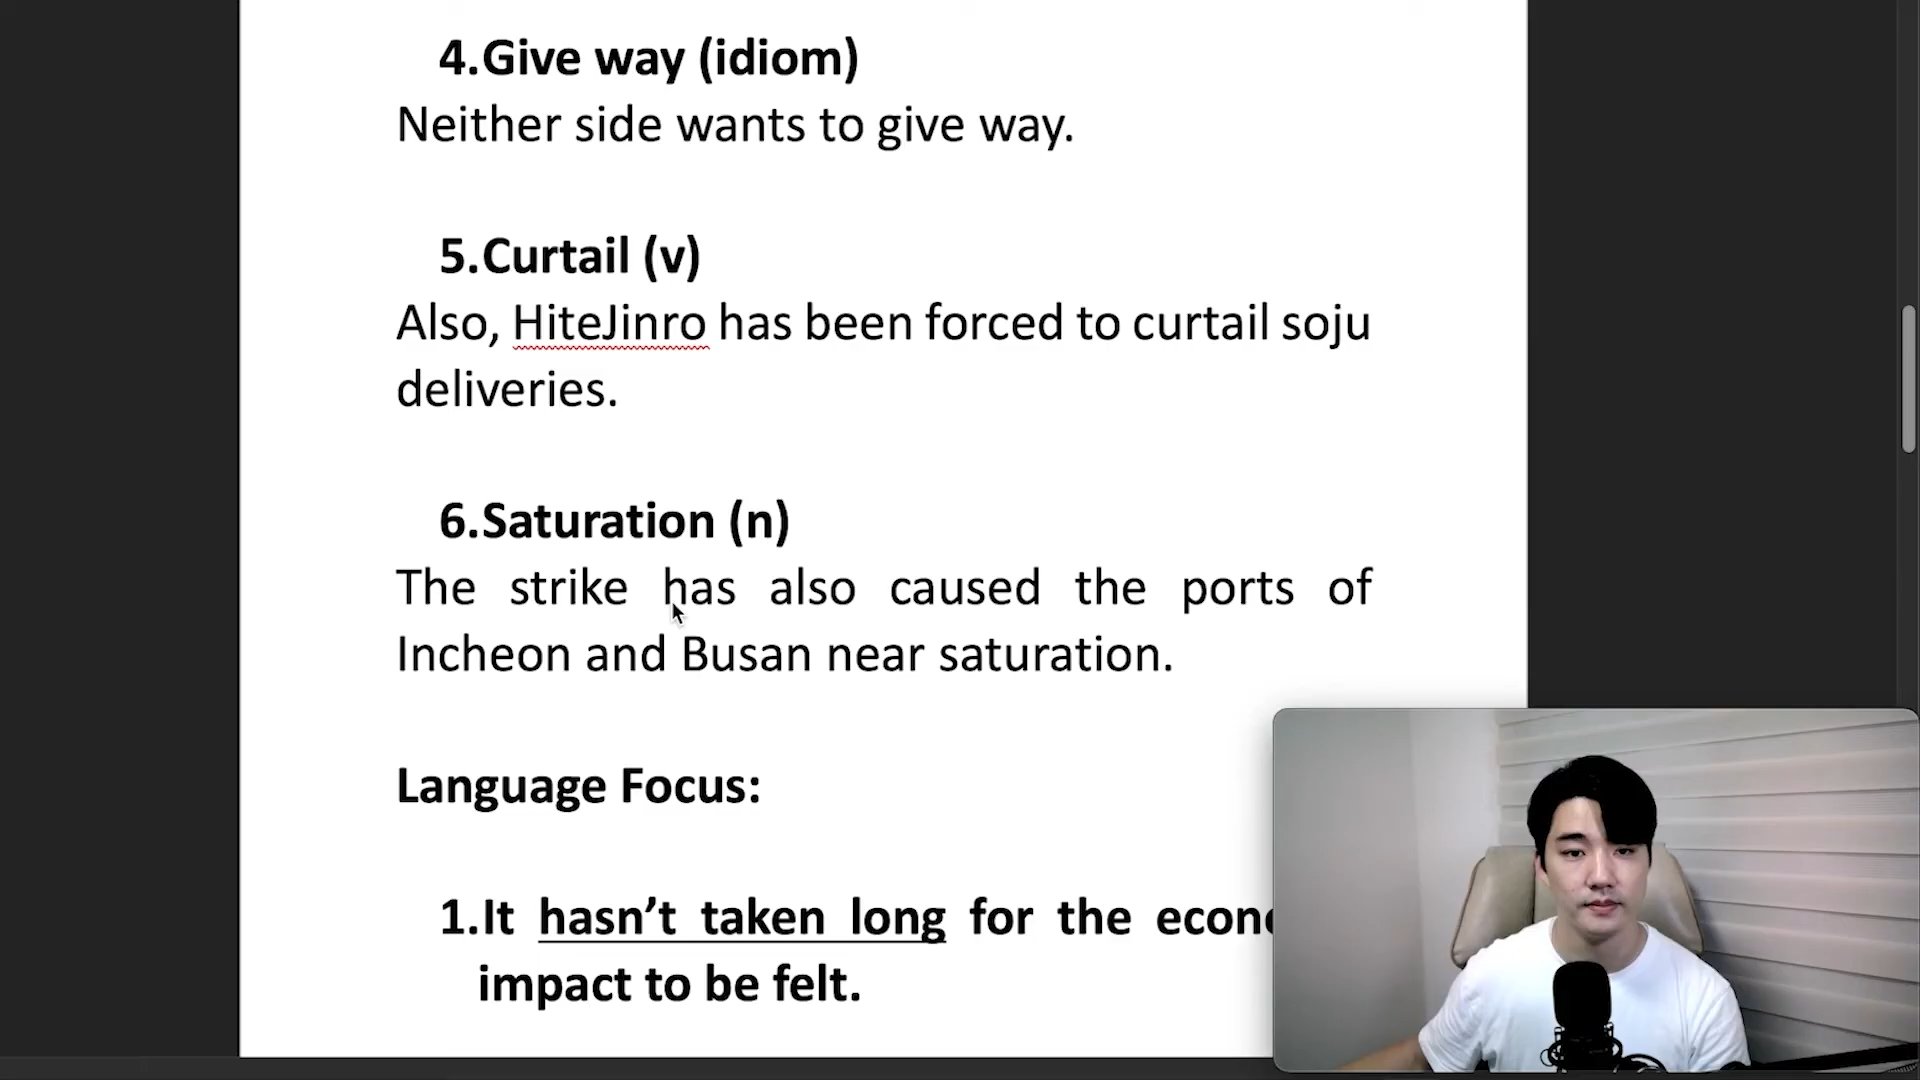 4.Give way (idiom)
Neither side wants to give way.
5.Curtail (v)
Also, HiteJinro has been forced to curtail soju
deliveries.
6.Saturation (n)
The strike has also caused the ports of
Incheon and Busan near saturation.
Language Focus:
1.It hasn’t taken long for the
impact to be felt.